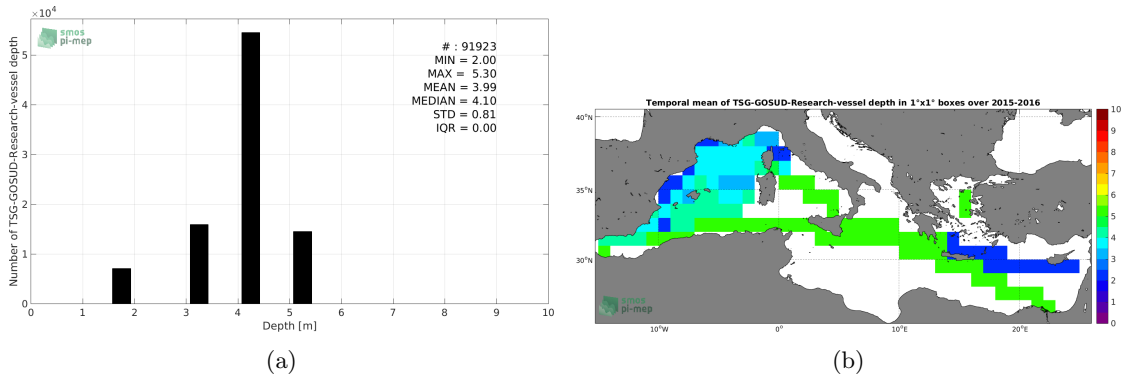 ×10⁴
smos
pi-mep
# : 91923
MIN = 2.00
MAX = 5.30
MEAN = 3.99
MEDIAN = 4.10
STD = 0.81
IQR = 0.00
Number of TSG-GOSUD-Research-vessel depth
5
4
3
2
1
0
0 1 2 3 4 5 6 7 8 9 10
Depth [m]
(a)
Temporal mean of TSG-GOSUD-Research-vessel depth in 1°x1° boxes over 2015-2016
40°N
35°N
30°N
10°W 0° 10°E 20°E
smos
pi-mep
10
9
8
7
6
5
4
3
2
1
0
(b)